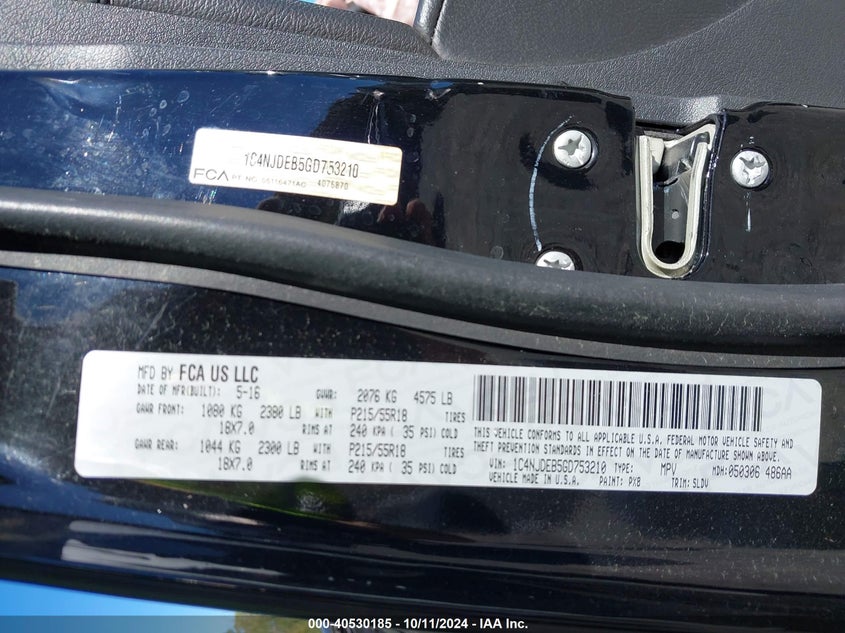 1C4NJDEB5GD753210
FCA PT. NO. 55116471AC 4076870
MFD BY FCA US LLC
DATE OF MFR(BUILT): 5-16 GVWR: 2076 KG 4575 LB
GAWR FRONT: 1080 KG 2380 LB WITH P215/55R18 TIRES
18X7.0 RIMS AT 240 KPA ( 35 PSI) COLD
GAWR REAR: 1044 KG 2300 LB WITH P215/55R18 TIRES
18X7.0 RIMS AT 240 KPA ( 35 PSI) COLD
THIS VEHICLE CONFORMS TO ALL APPLICABLE U.S.A. FEDERAL MOTOR VEHICLE SAFETY AND
THEFT PREVENTION STANDARDS IN EFFECT ON THE DATE OF MANUFACTURE SHOWN ABOVE.
VIN: 1C4NJDEB5GD753210 TYPE: MPV MDH:050306 486AA
VEHICLE MADE IN U.S.A. PAINT: PX8 TRIM: SLDV
000-40530185 - 10/11/2024 - IAA Inc.